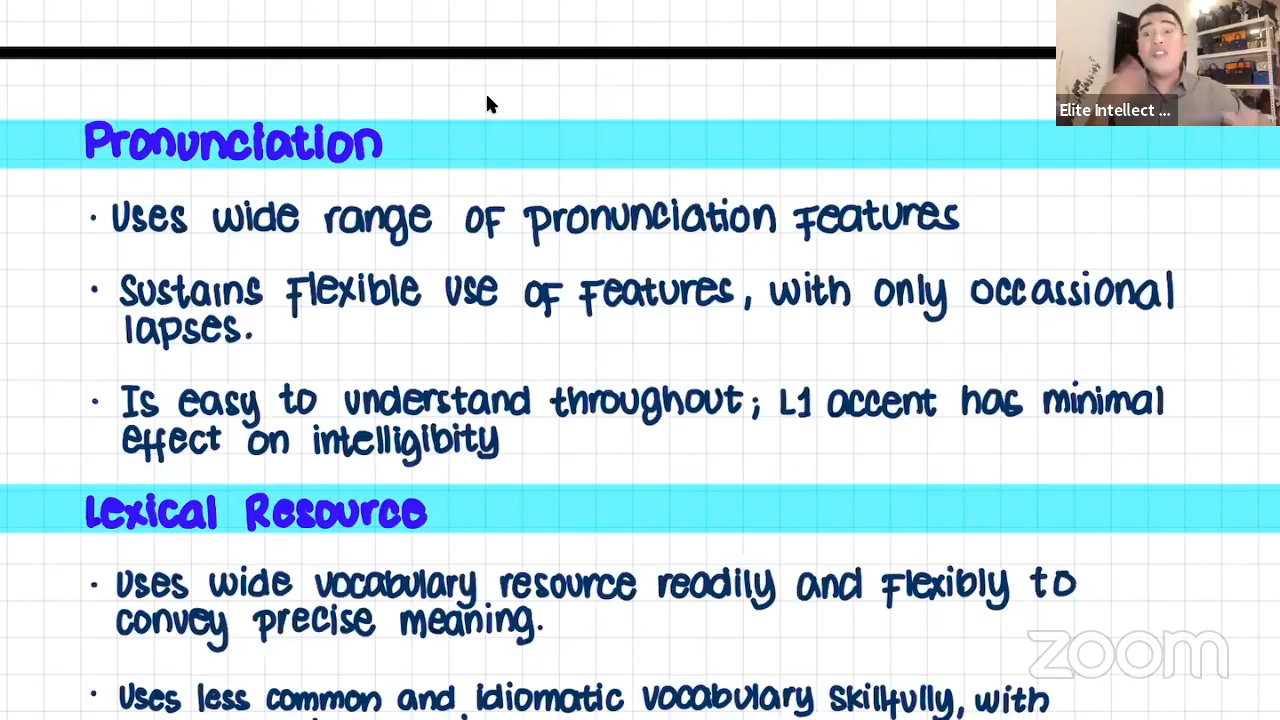 Elite Intellect ...
Pronunciation
· Uses wide range of pronunciation features
· Sustains flexible use of features, with only occassional
lapses.
· Is easy to understand throughout; L1 accent has minimal
effect on intelligibity
Lexical Resource
· Uses wide vocabulary resource readily and flexibly to
convey precise meaning.
· Uses less common and idiomatic vocabulary skillfully, with
zoom